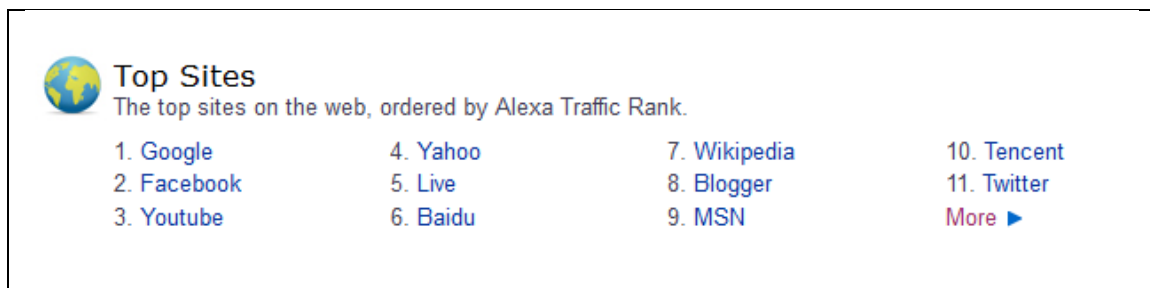 Top Sites
The top sites on the web, ordered by Alexa Traffic Rank.
1. Google
2. Facebook
3. Youtube
4. Yahoo
5. Live
6. Baidu
7. Wikipedia
8. Blogger
9. MSN
10. Tencent
11. Twitter
More ►